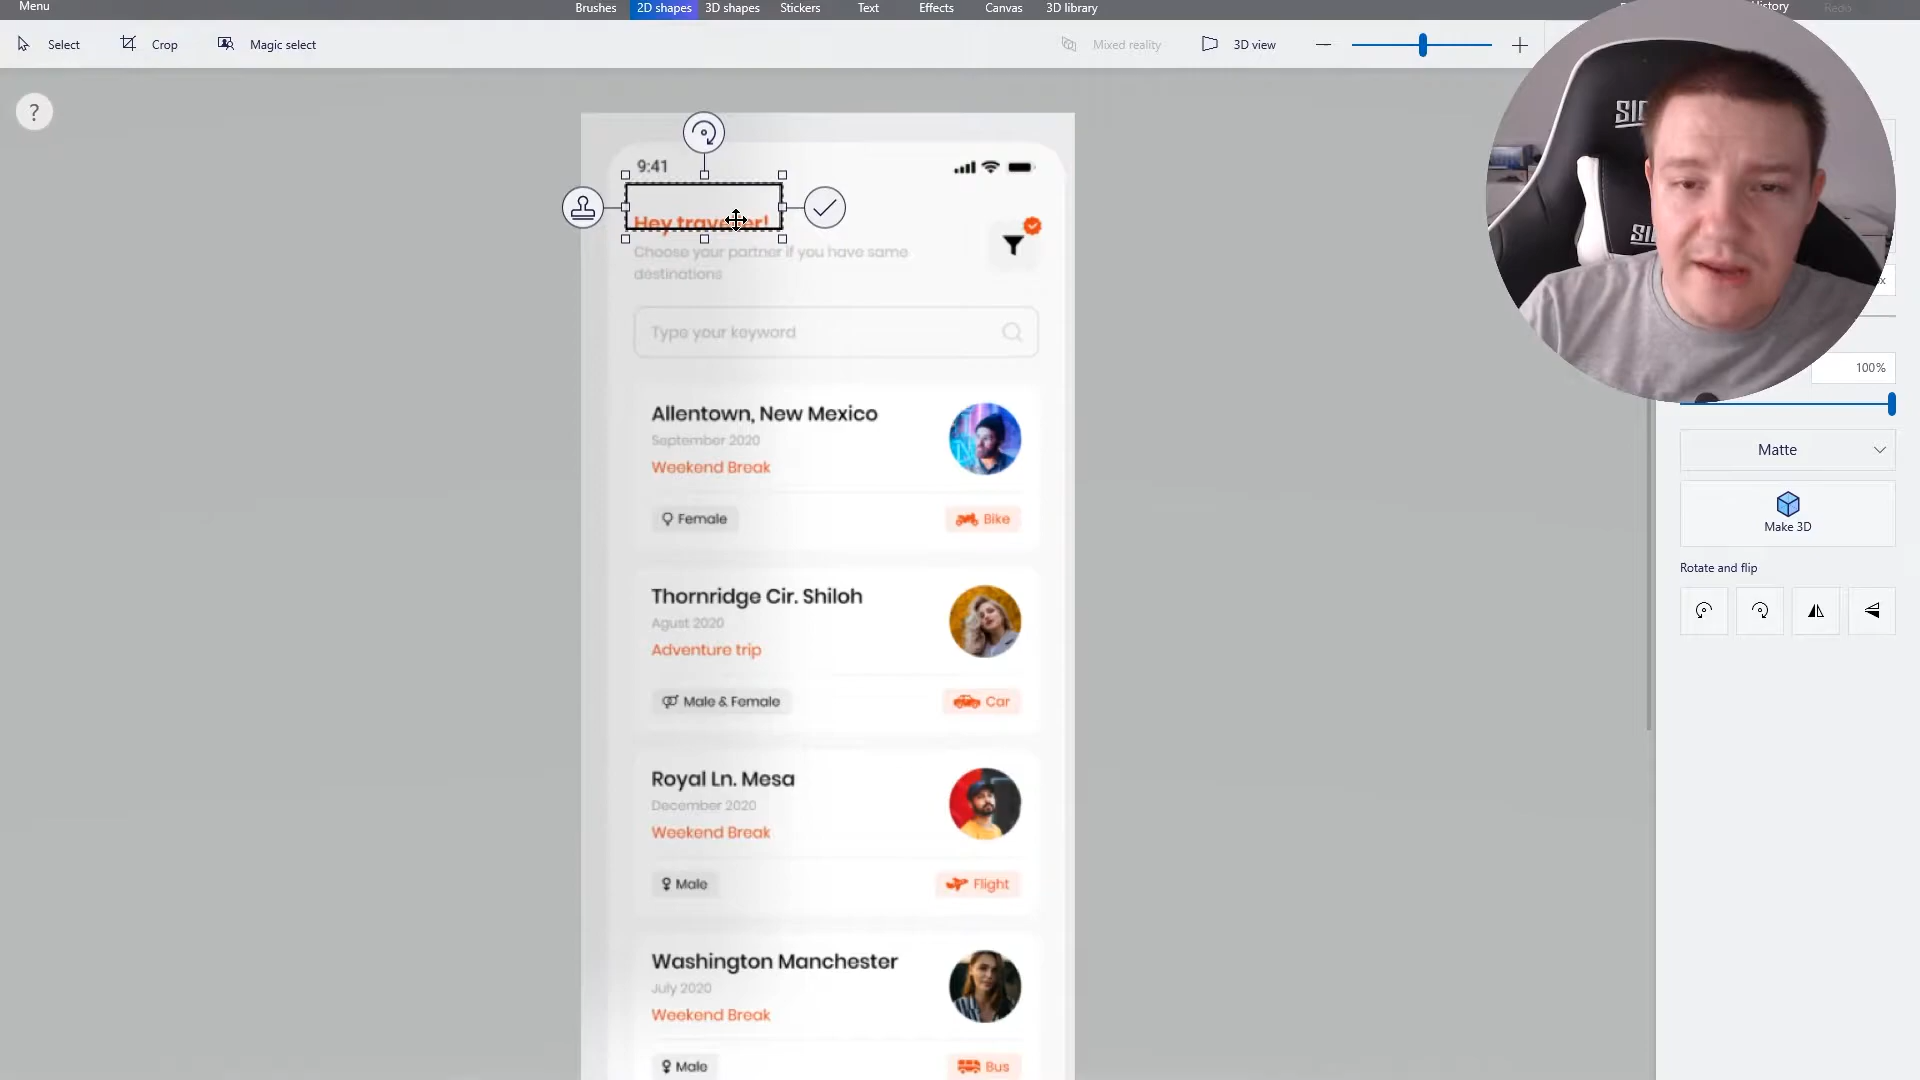 Menu
Brushes
2D shapes
3D shapes
Stickers
Text
Effects
Canvas
3D library
History
Redo
Select
Crop
Magic select
Mixed reality
3D view
?
9:41
Hey traveler!
Choose your partner if you have same
destinations
Type your keyword
Allentown, New Mexico
September 2020
Weekend Break
Female
Bike
Thornridge Cir. Shiloh
Agust 2020
Adventure trip
Male & Female
Car
Royal Ln. Mesa
December 2020
Weekend Break
Male
Flight
Washington Manchester
July 2020
Weekend Break
Male
Bus
100%
Matte
Make 3D
Rotate and flip